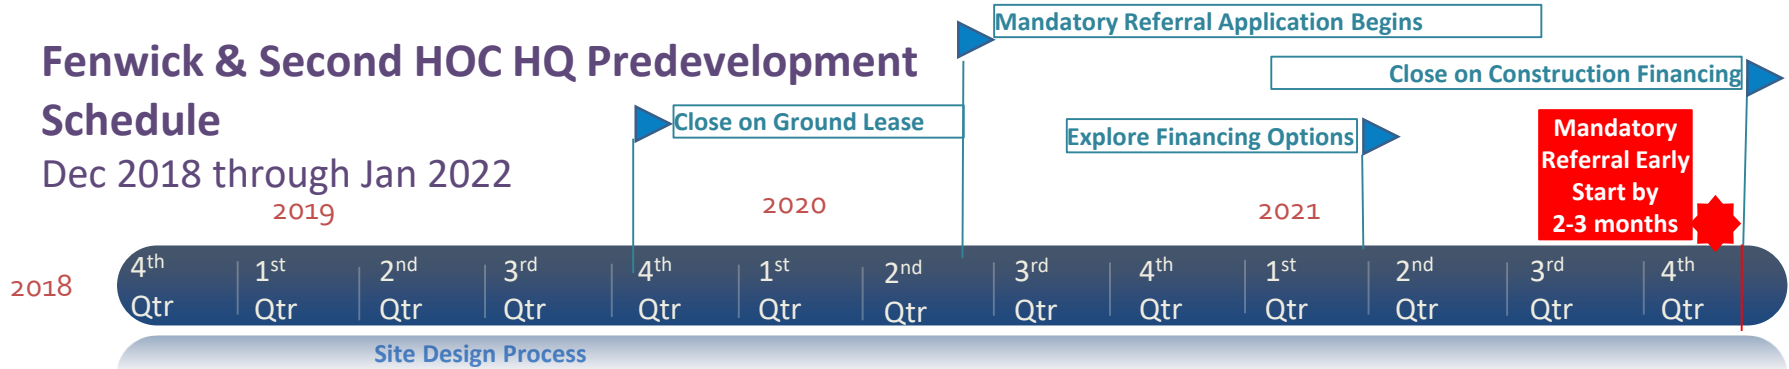 Mandatory Referral Application Begins
Fenwick & Second HOC HQ Predevelopment
Schedule
Dec 2018 through Jan 2022
Close on Construction Financing
Close on Ground Lease
Explore Financing Options
Mandatory
Referral Early
Start by
2-3 months
2019
2020
2021
2018
4th 1st 2nd 3rd 4th 1st 2nd 3rd 4th 1st 2nd 3rd 4th
Qtr Qtr Qtr Qtr Qtr Qtr Qtr Qtr Qtr Qtr Qtr Qtr Qtr
Site Design Process